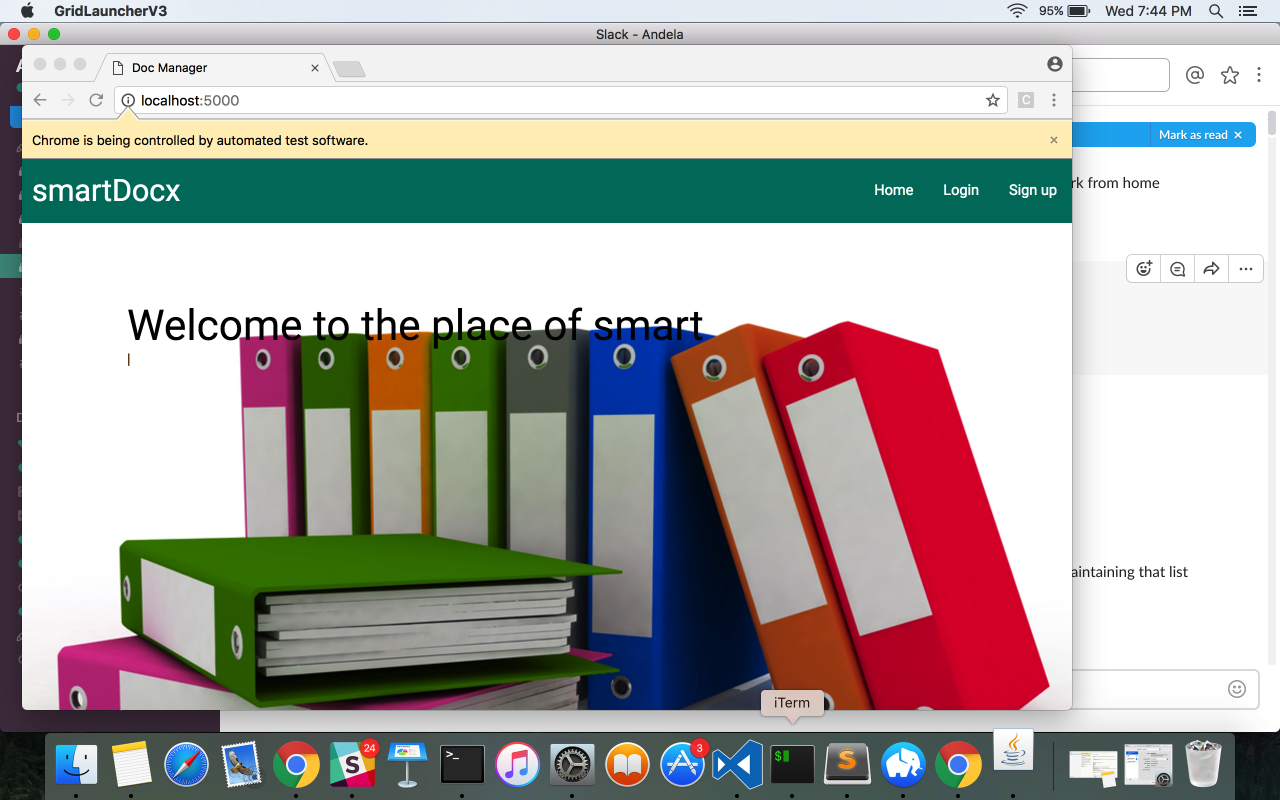 GridLauncherV3
95%
Wed 7:44 PM
Slack - Andela
Doc Manager
localhost:5000
Chrome is being controlled by automated test software.
Mark as read
smartDocx
Home
Login
Sign up
rk from home
Welcome to the place of smart
aintaining that list
iTerm
24
3